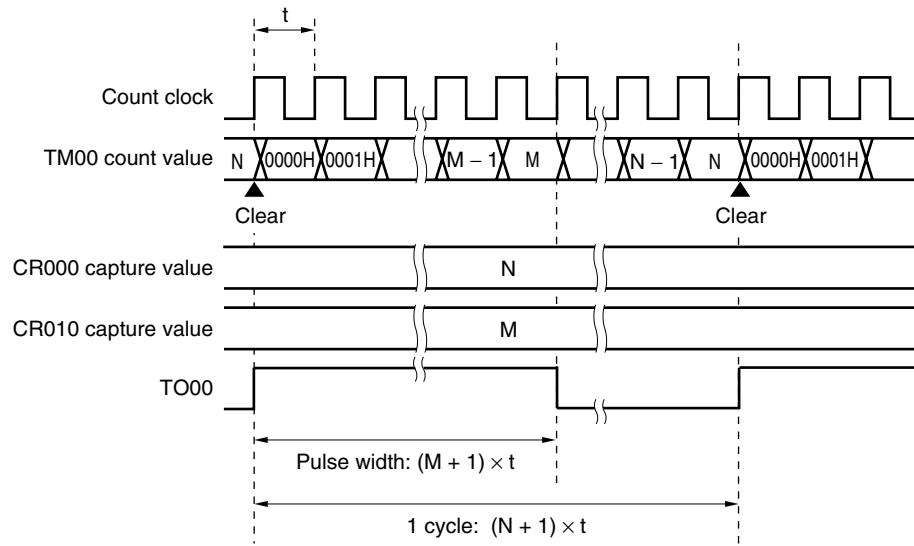 t
Count clock
TM00 count value N 0000H 0001H M − 1 M N − 1 N 0000H 0001H
Clear Clear
CR000 capture value N
CR010 capture value M
TO00
Pulse width: (M + 1) × t
1 cycle: (N + 1) × t